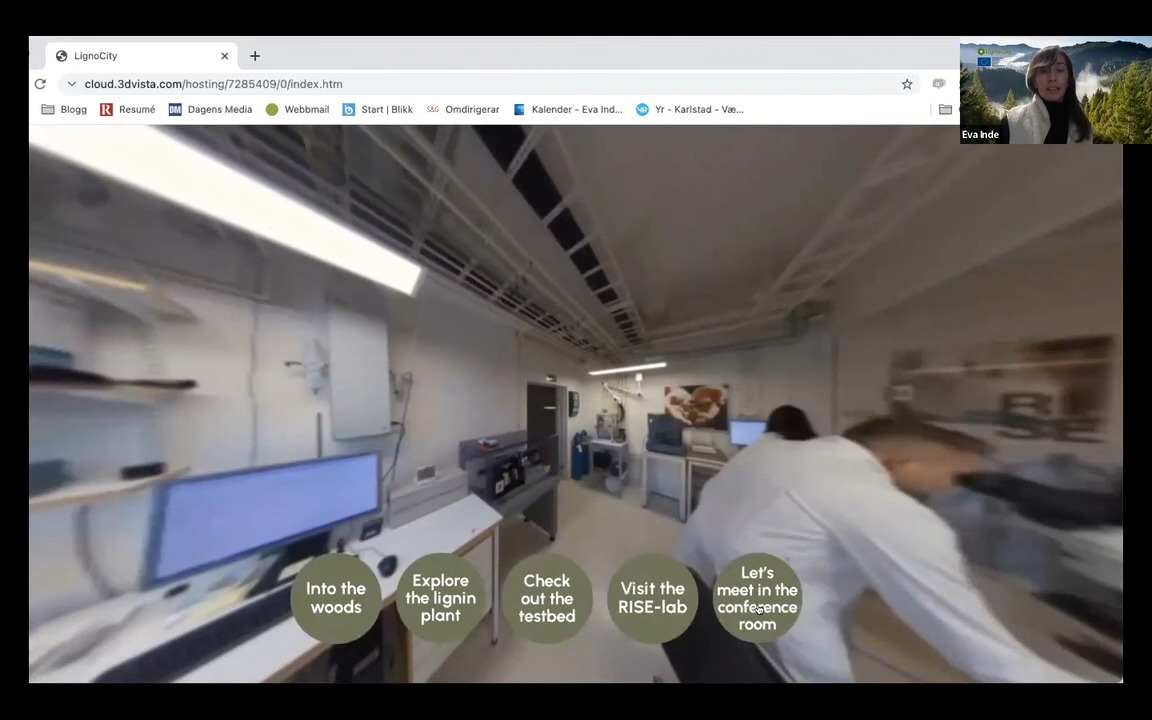 LignoCity
cloud.3dvista.com/hosting/7285409/0/index.htm
Blogg
Resumé
DM Dagens Media
Webbmail
Start | Blikk
S&G Omdirigerar
Kalender - Eva Ind...
Yr - Karlstad - Væ...
LignoCity
Eva Inde
Into the
woods
Explore
the lignin
plant
Check
out the
testbed
Visit the
RISE-lab
Let's
meet in the
conference
room